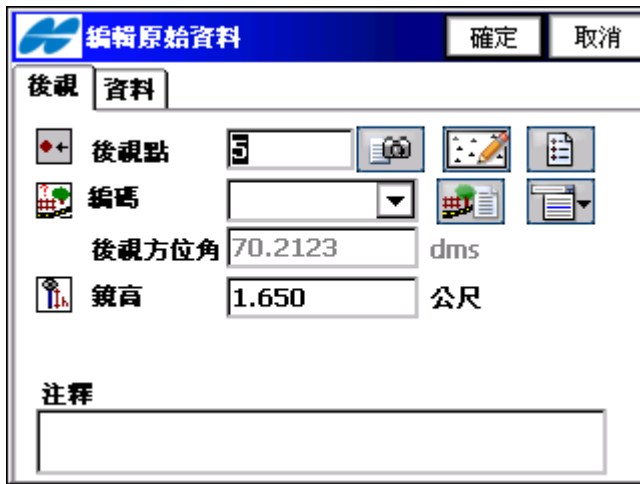 編輯原始資料 確定 取消
後視 資料
後視點 5
編碼
後視方位角 70.2123 dms
鏡高 1.650 公尺
注釋